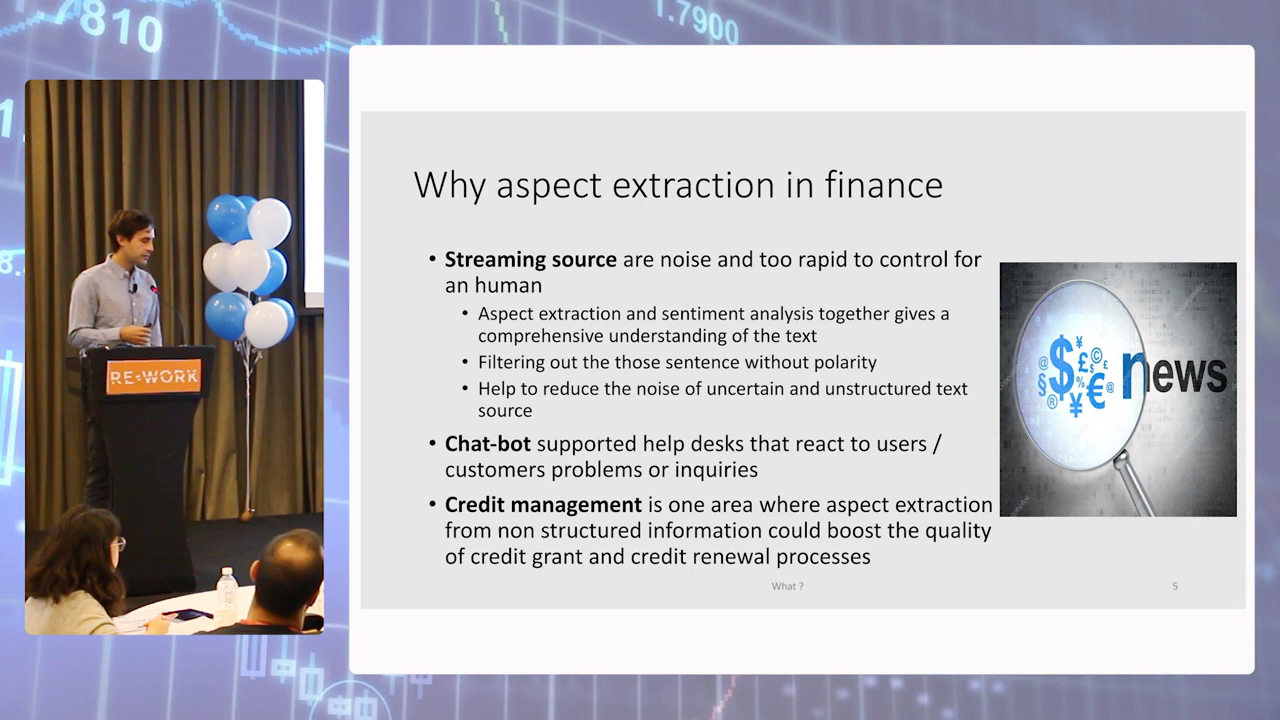 7810
1.7900
1.
8.
RE•WORK
Why aspect extraction in finance
• Streaming source are noise and too rapid to control for
an human
• Aspect extraction and sentiment analysis together gives a
comprehensive understanding of the text
• Filtering out the those sentence without polarity
• Help to reduce the noise of uncertain and unstructured text
source
• Chat-bot supported help desks that react to users /
customers problems or inquiries
• Credit management is one area where aspect extraction
from non structured information could boost the quality
of credit grant and credit renewal processes
@ $ ¥ £ © £
§ % €
® ¥ @
news
What ?
5